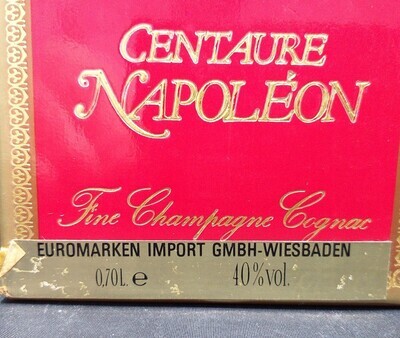 CENTAURE
NAPOLÉON
Fine Champagne Cognac
EUROMARKEN IMPORT GMBH-WIESBADEN
0,70L. e 40%vol.